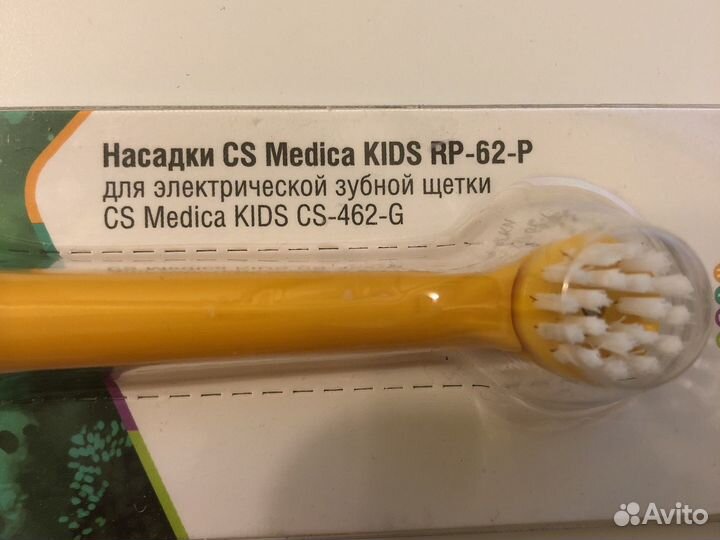 Насадки CS Medica KIDS RP-62-P
для электрической зубной щетки
CS Medica KIDS CS-462-G
Avito